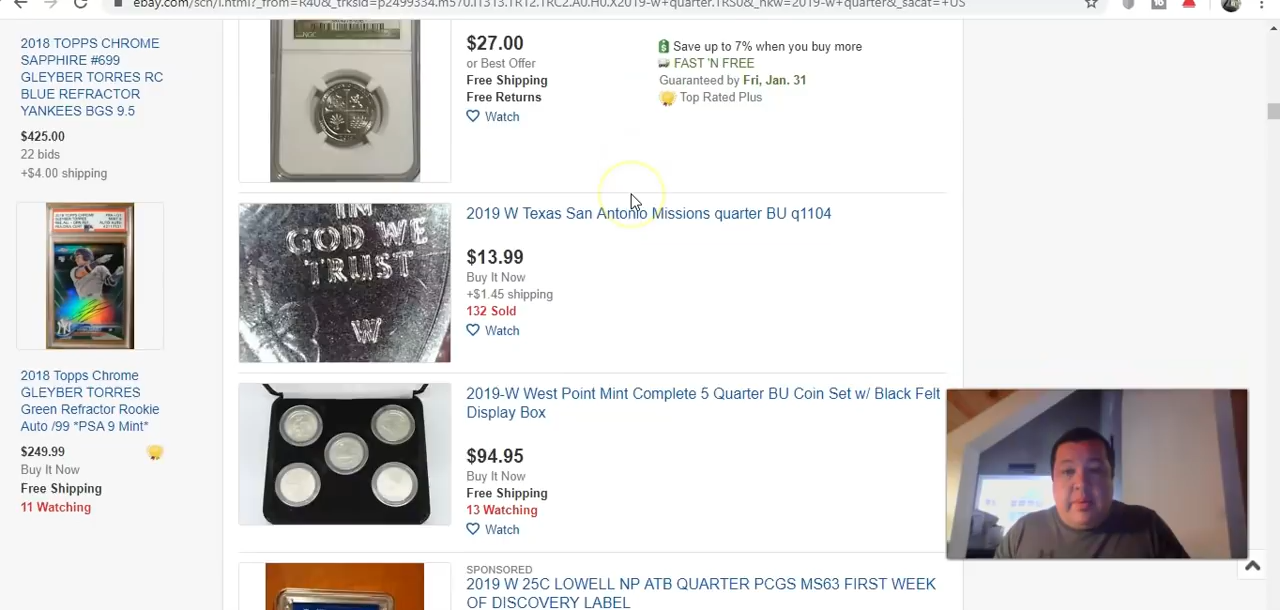 ebay.com/sch/i.html?_from=R40&_trksid=p2499334.m570.l1313.TR12.TRC2.A0.H0.X2019-w+quarter.TRS0&_nkw=2019-w+quarter&_sacat=+US
2018 TOPPS CHROME
SAPPHIRE #699
GLEYBER TORRES RC
BLUE REFRACTOR
YANKEES BGS 9.5
$425.00
22 bids
+$4.00 shipping
2018 Topps Chrome
GLEYBER TORRES
Green Refractor Rookie
Auto /99 *PSA 9 Mint*
$249.99
Buy It Now
Free Shipping
11 Watching
NGC
$27.00
or Best Offer
Free Shipping
Free Returns
Watch
Save up to 7% when you buy more
FAST 'N FREE
Guaranteed by Fri, Jan. 31
Top Rated Plus
IN
GOD WE
TRUST
W
2019 W Texas San Antonio Missions quarter BU q1104
$13.99
Buy It Now
+$1.45 shipping
132 Sold
Watch
2019-W West Point Mint Complete 5 Quarter BU Coin Set w/ Black Felt
Display Box
$94.95
Buy It Now
Free Shipping
13 Watching
Watch
SPONSORED
2019 W 25C LOWELL NP ATB QUARTER PCGS MS63 FIRST WEEK
OF DISCOVERY LABEL